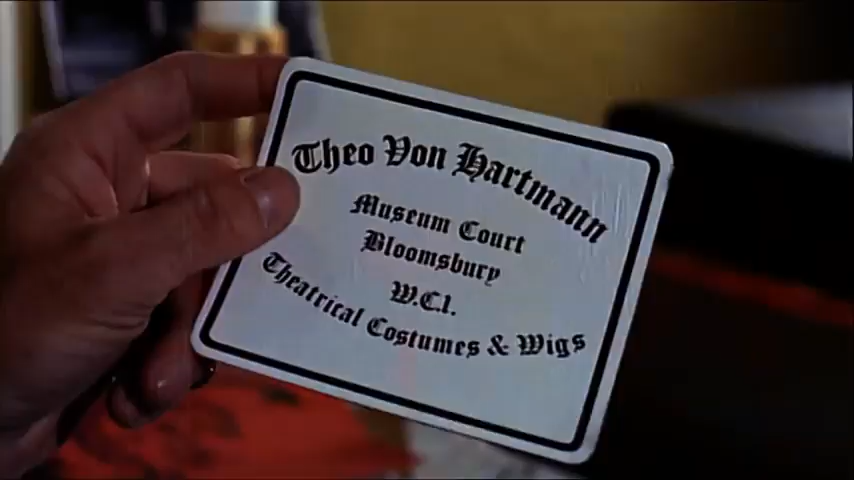 Theo Von Hartmann
Museum Court
Bloomsbury
W.C.1.
Theatrical Costumes & Wigs